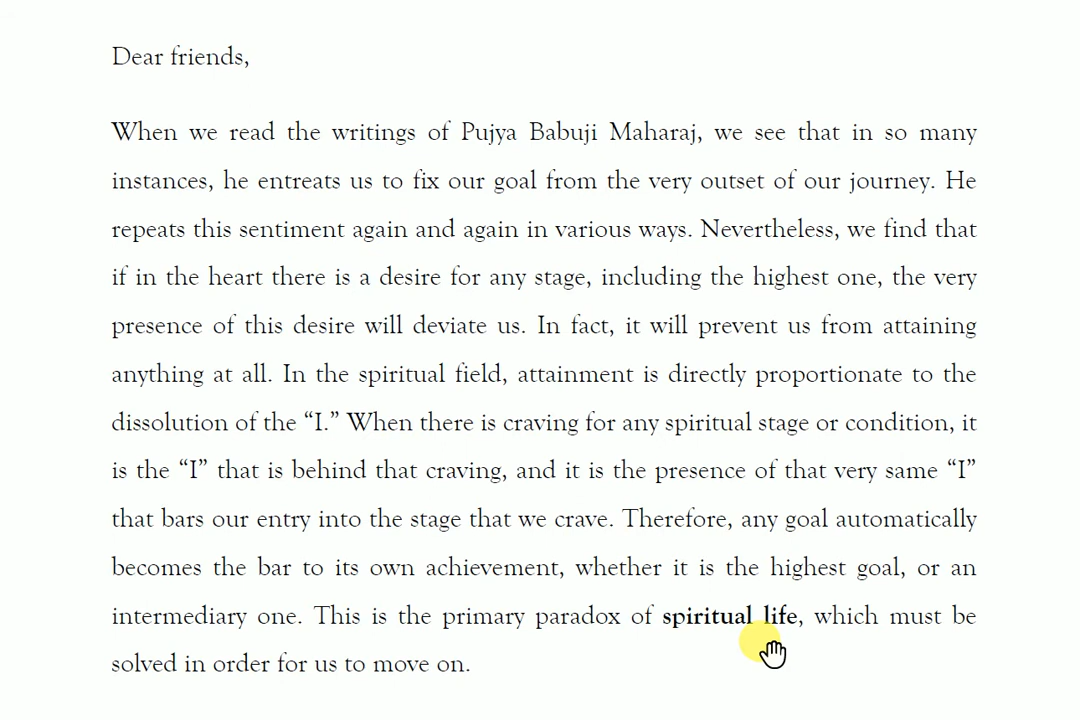 Dear friends,
When we read the writings of Pujya Babuji Maharaj, we see that in so many
instances, he entreats us to fix our goal from the very outset of our journey. He
repeats this sentiment again and again in various ways. Nevertheless, we find that
if in the heart there is a desire for any stage, including the highest one, the very
presence of this desire will deviate us. In fact, it will prevent us from attaining
anything at all. In the spiritual field, attainment is directly proportionate to the
dissolution of the “I.” When there is craving for any spiritual stage or condition, it
is the “I” that is behind that craving, and it is the presence of that very same “I”
that bars our entry into the stage that we crave. Therefore, any goal automatically
becomes the bar to its own achievement, whether it is the highest goal, or an
intermediary one. This is the primary paradox of spiritual life, which must be
solved in order for us to move on.